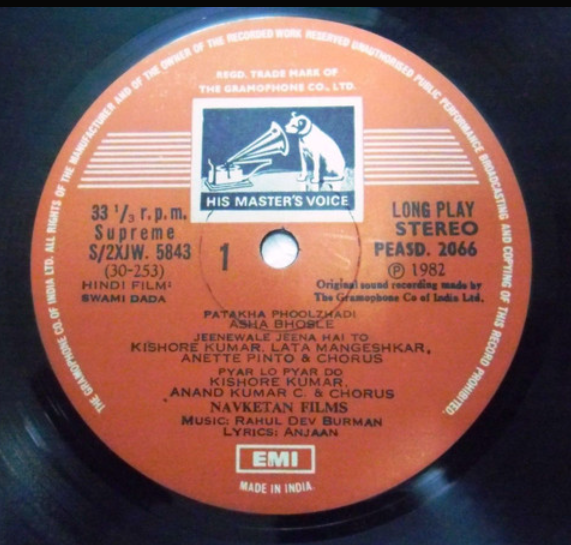 THE GRAMOPHONE CO. OF INDIA LTD. ALL RIGHTS OF THE MANUFACTURER AND OF THE OWNER OF THE RECORDED WORK RESERVED UNAUTHORISED PUBLIC PERFORMANCE BROADCASTING AND COPYING OF THIS RECORD PROHIBITED.
REGD. TRADE MARK OF
THE GRAMOPHONE CO., LTD.
HIS MASTER'S VOICE
33 1/3 r.p.m.
Supreme
S/2XJW. 5843
(30-253)
HINDI FILM:
SWAMI DADA
1
LONG PLAY
STEREO
PEASD. 2066
Ⓟ 1982
Original sound recording made by
The Gramophone Co of India Ltd.
PATAKHA PHOOLZHADI
ASHA BHOSLE
JEENEWALE JEENA HAI TO
KISHORE KUMAR, LATA MANGESHKAR,
ANETTE PINTO & CHORUS
PYAR LO PYAR DO
KISHORE KUMAR,
ANAND KUMAR C. & CHORUS
NAVKETAN FILMS
MUSIC: RAHUL DEV BURMAN
LYRICS: ANJAAN
EMI
MADE IN INDIA.